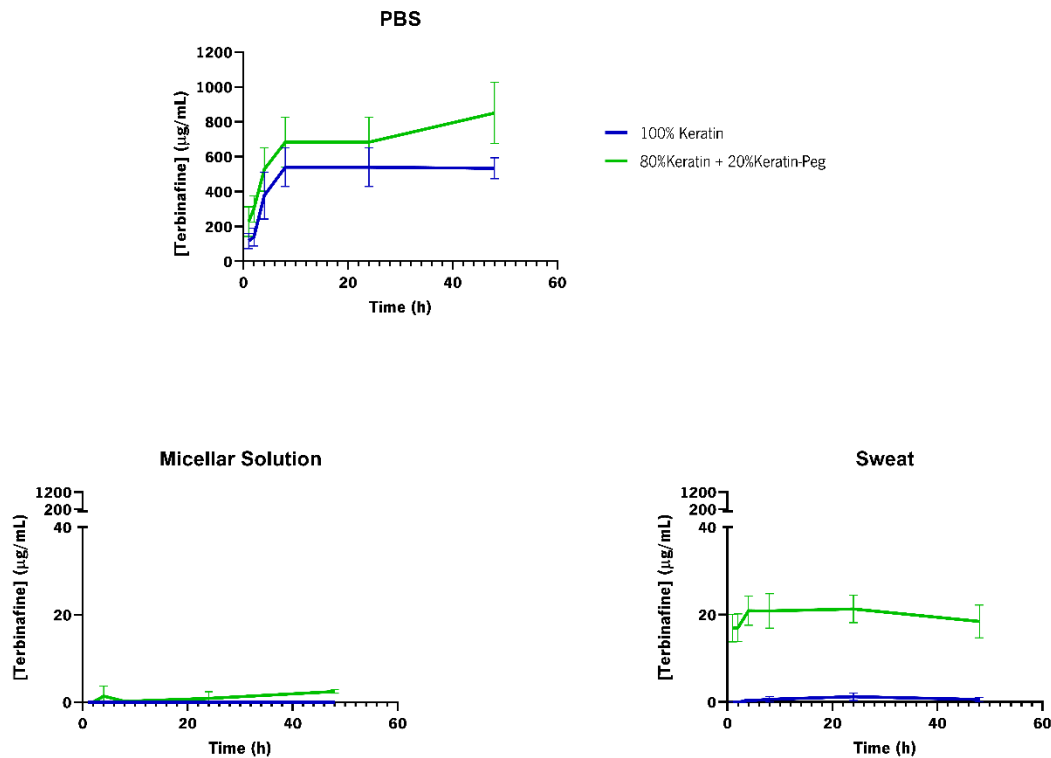 PBS
1200
1000
800
600
400
200
0
[Terbinafine] (µg/mL)
0 20 40 60
Time (h)
100% Keratin
80%Keratin + 20%Keratin-Peg
Micellar Solution
1200
200
40
20
0
[Terbinafine] (µg/mL)
0 20 40 60
Time (h)
Sweat
1200
200
40
20
0
[Terbinafine] (µg/mL)
0 20 40 60
Time (h)